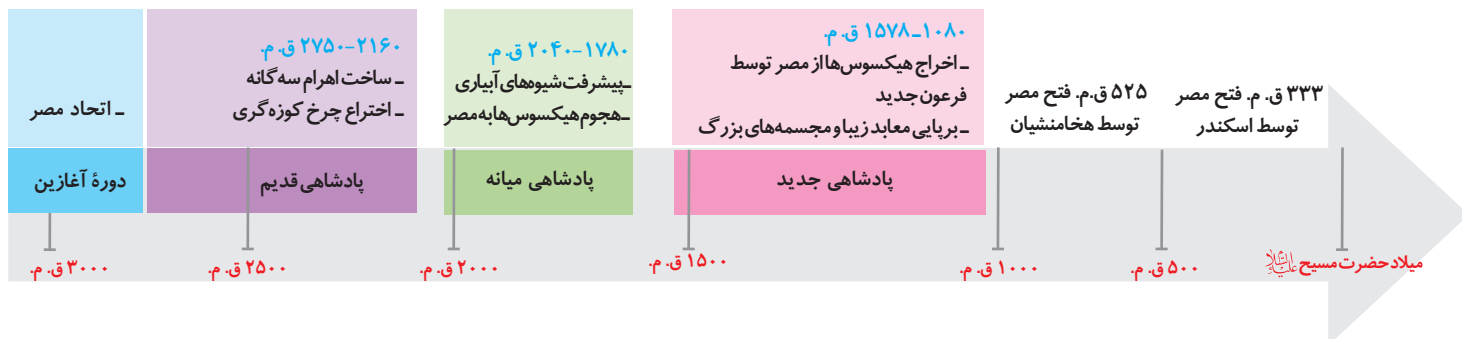 ـ اتحاد مصر
دورهٔ آغازین
۲۷۵۰-۲۱۶۰ ق. م.
ـ ساخت اهرام سه گانه
ـ اختراع چرخ کوزه گری
پادشاهی قدیم
۲۰۴۰-۱۷۸۰ ق. م.
ـ پیشرفت شیوه‌های آبیاری
ـ هجوم هیکسوس ها به مصر
پادشاهی میانه
۱۵۷۸ـ۱۰۸۰ ق. م.
ـ اخراج هیکسوس ها از مصر توسط
فرعون جدید
ـ برپایی معابد زیبا و مجسمه‌های بزرگ
پادشاهی جدید
۵۲۵ ق.م. فتح مصر
توسط هخامنشیان
۳۳۳ ق. م. فتح مصر
توسط اسکندر
۳۰۰۰ ق. م.
۲۵۰۰ ق. م.
۲۰۰۰ ق. م.
۱۵۰۰ ق. م.
۱۰۰۰ ق. م.
۵۰۰ ق. م.
میلاد حضرت مسیح علیه‌السلام